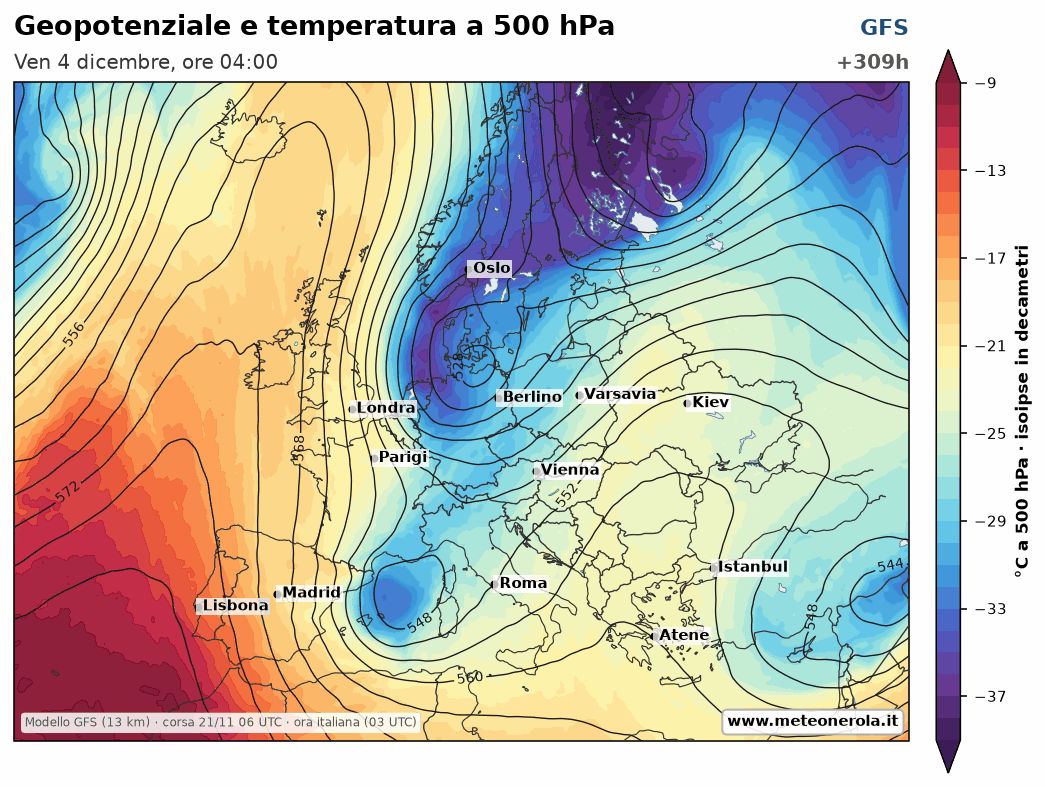 Geopotenziale e temperatura a 500 hPa
GFS
Ven 4 dicembre, ore 04:00
+309h
−9
−13
−17
−21
−25
−29
−33
−37
°C a 500 hPa · isoipse in decametri
556
Oslo
528
Londra
Berlino
Varsavia
Kiev
568
Parigi
Vienna
572
552
Istanbul
544
Madrid
Roma
Lisbona
548
548
Atene
560
Modello GFS (13 km) · corsa 21/11 06 UTC · ora italiana (03 UTC)
www.meteonerola.it